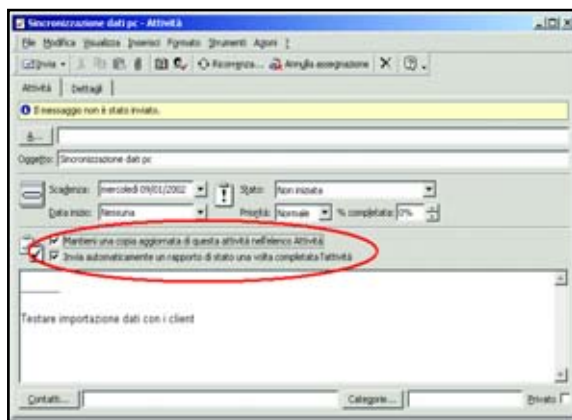 Sincronizzazione dati pc - Attività
File Modifica Visualizza Inserisci Formato Strumenti Azioni ?
Invia Ricorrenza... Annulla assegnazione
Attività Dettagli
Il messaggio non è stato inviato.
A...
Oggetto: Sincronizzazione dati pc
Scadenza: mercoledì 09/01/2002 Stato: Non iniziata
Data inizio: Nessuna Priorità: Normale % completata: 0%
Mantieni una copia aggiornata di questa attività nell'elenco Attività
Invia automaticamente un rapporto di stato una volta completata l'attività
Testare importazione dati con i client
Contatti... Categorie... Privato